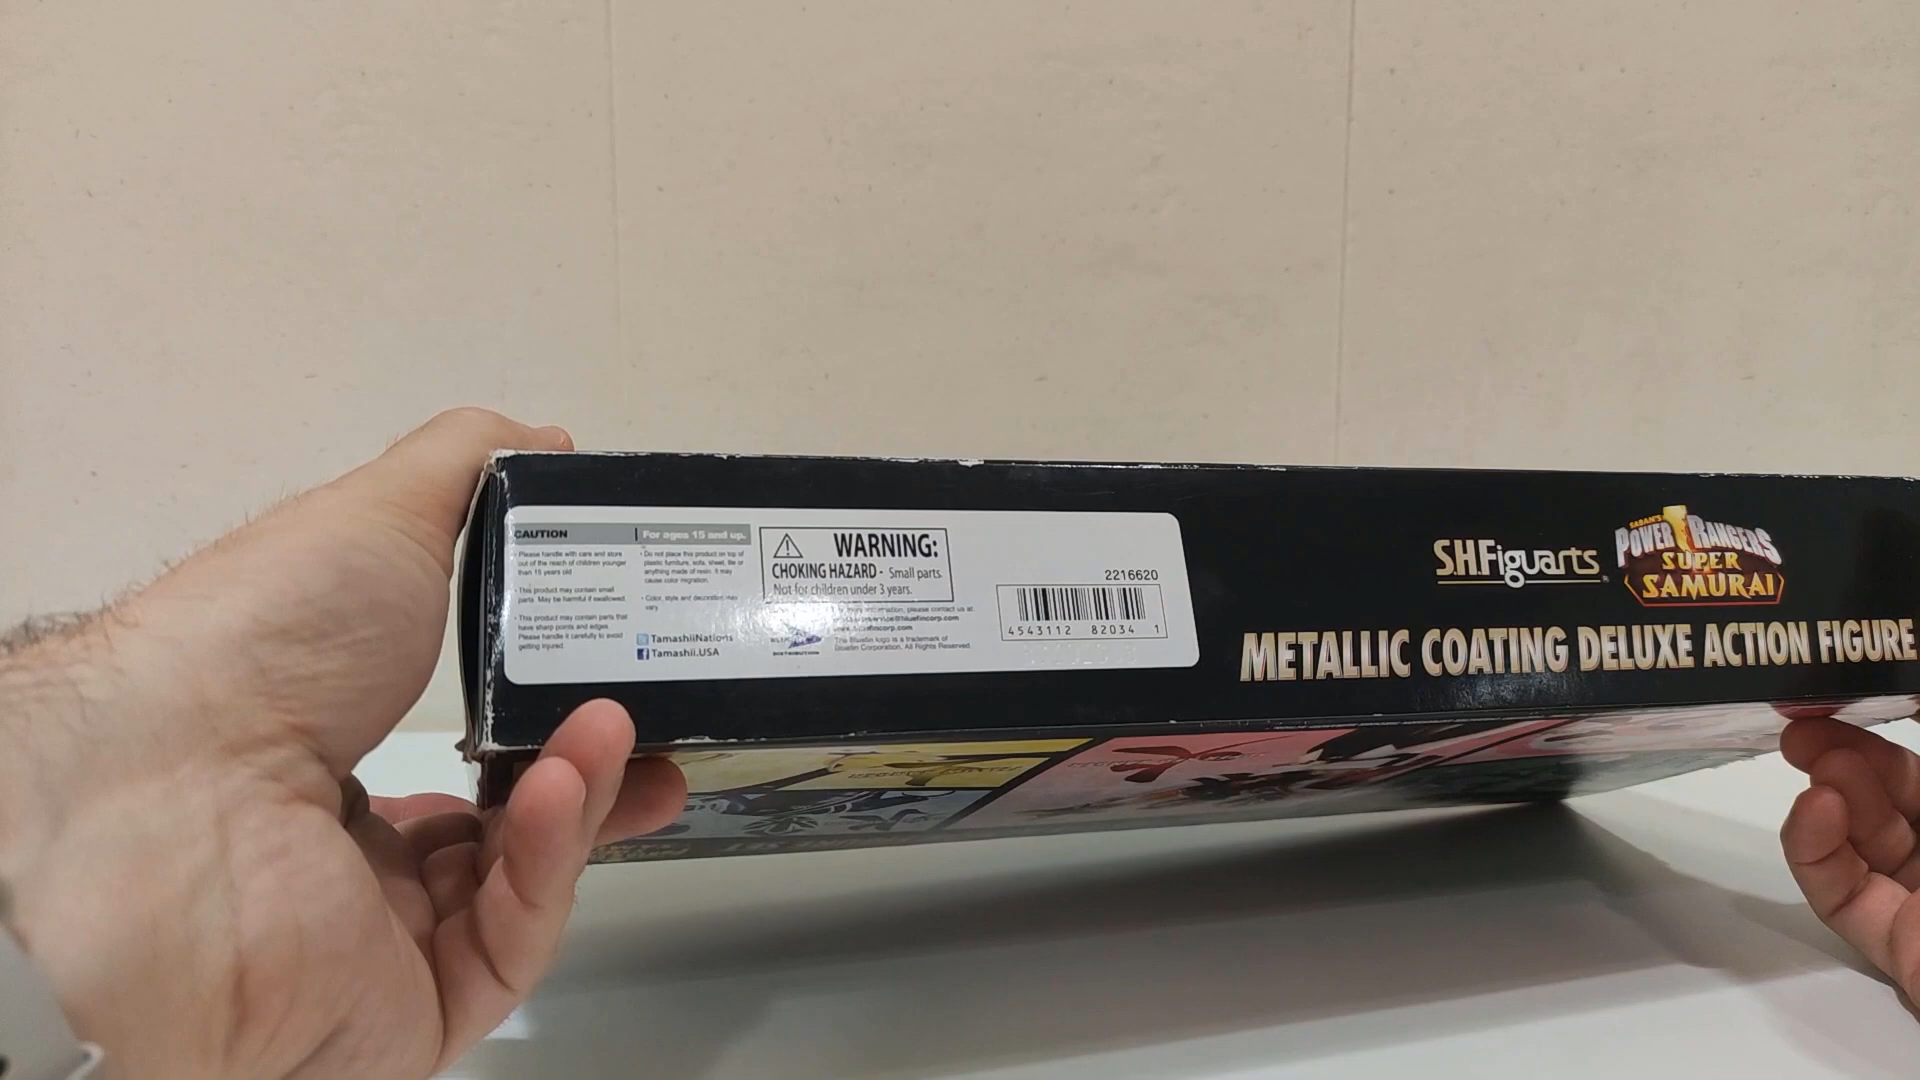 CAUTION
For ages 15 and up.
· Please handle with care and store
out of the reach of children younger
than 15 years old
· This product may contain small
parts. May be harmful if swallowed.
· This product may contain parts that
have sharp points and edges.
Please handle it carefully to avoid
getting injured.
· Do not place this product on top of
plastic furniture, sofa, sheet, tile or
anything made of resin. It may
cause color migration.
· Color, style and decoration may
vary.
TamashiiNations
Tamashii.USA
WARNING:
CHOKING HAZARD - Small parts.
Not for children under 3 years.
information, please contact us at:
The Bluefin logo is a trademark of
Bluefin Corporation. All Rights Reserved.
DISTRIBUTION
2216620
4543112 82034 1
S.H.Figuarts
SABAN'S
POWER RANGERS
SUPER
SAMURAI
METALLIC COATING DELUXE ACTION FIGURE